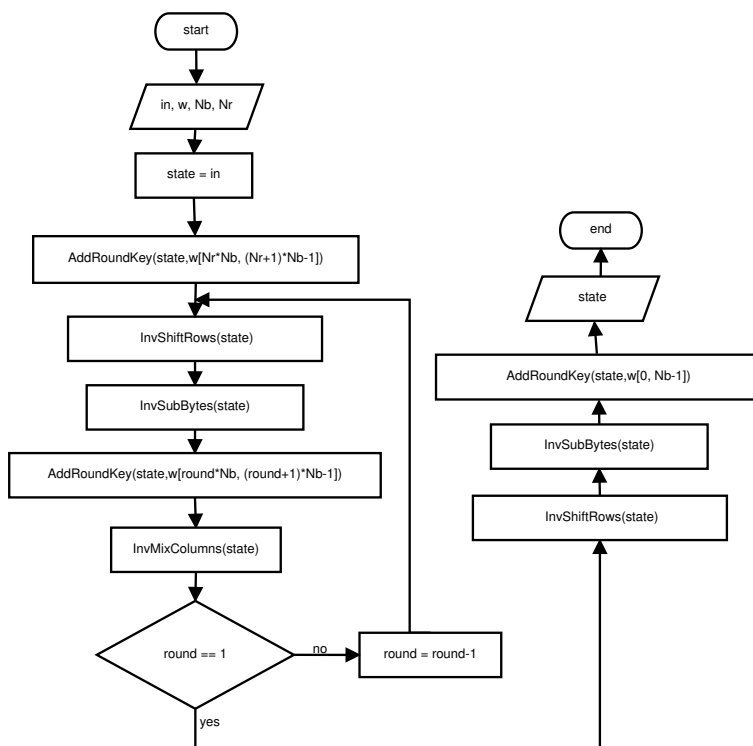 start
in, w, Nb, Nr
state = in
AddRoundKey(state,w[Nr*Nb, (Nr+1)*Nb-1])
InvShiftRows(state)
InvSubBytes(state)
AddRoundKey(state,w[round*Nb, (round+1)*Nb-1])
InvMixColumns(state)
round == 1
no
round = round-1
yes
InvShiftRows(state)
InvSubBytes(state)
AddRoundKey(state,w[0, Nb-1])
state
end